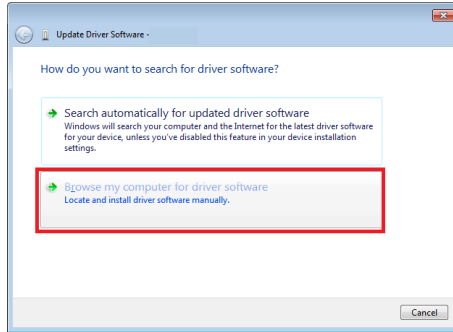 Update Driver Software -
How do you want to search for driver software?
Search automatically for updated driver software
Windows will search your computer and the Internet for the latest driver software
for your device, unless you've disabled this feature in your device installation
settings.
Browse my computer for driver software
Locate and install driver software manually.
Cancel